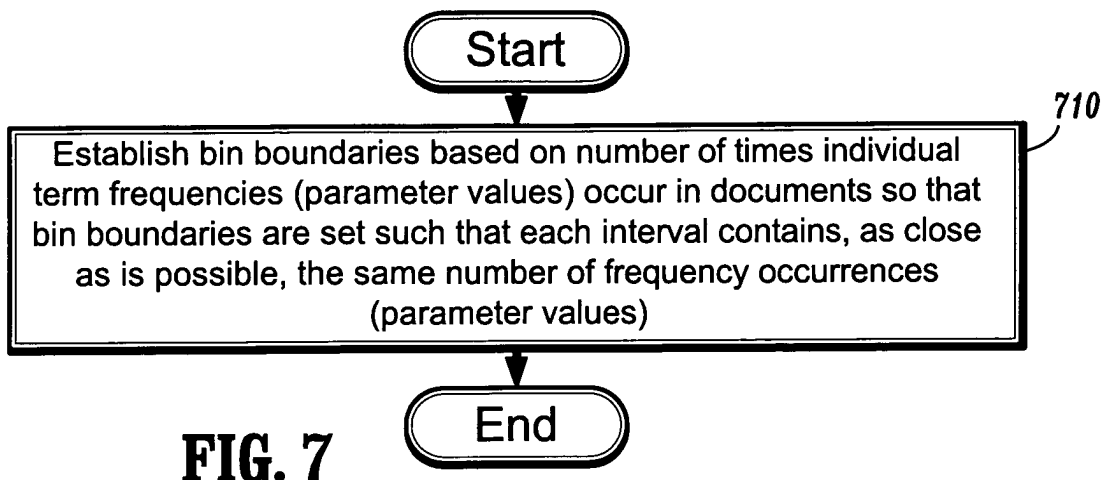 Start
710
Establish bin boundaries based on number of times individual
term frequencies (parameter values) occur in documents so that
bin boundaries are set such that each interval contains, as close
as is possible, the same number of frequency occurrences
(parameter values)
End
FIG. 7